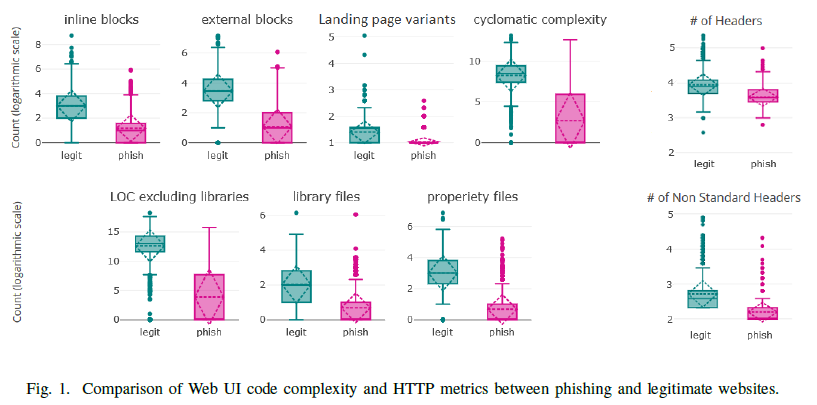 inline blocks
external blocks
Landing page variants
cyclomatic complexity
# of Headers
Count (logarithmic scale)
8
6
4
2
0
legit
phish
6
4
2
0
legit
phish
5
4
3
2
1
legit
phish
10
5
0
legit
phish
5
4
3
2
legit
phish
LOC excluding libraries
library files
properiety files
# of Non Standard Headers
Count (logarithmic scale)
15
10
5
0
legit
phish
6
4
2
0
legit
phish
6
4
2
0
legit
phish
5
4
3
2
legit
phish
Fig. 1. Comparison of Web UI code complexity and HTTP metrics between phishing and legitimate websites.